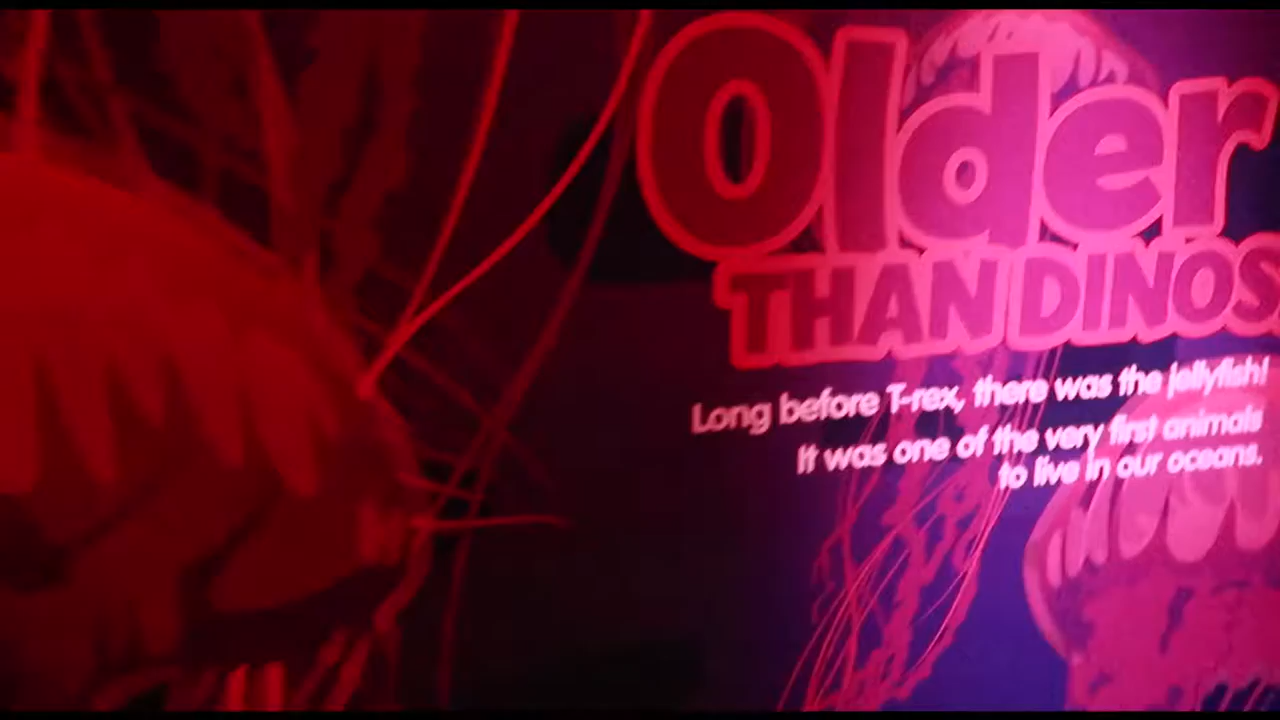 Older
THAN DINOS
Long before T-rex, there was the Jellyfish!
It was one of the very first animals
to live in our oceans.